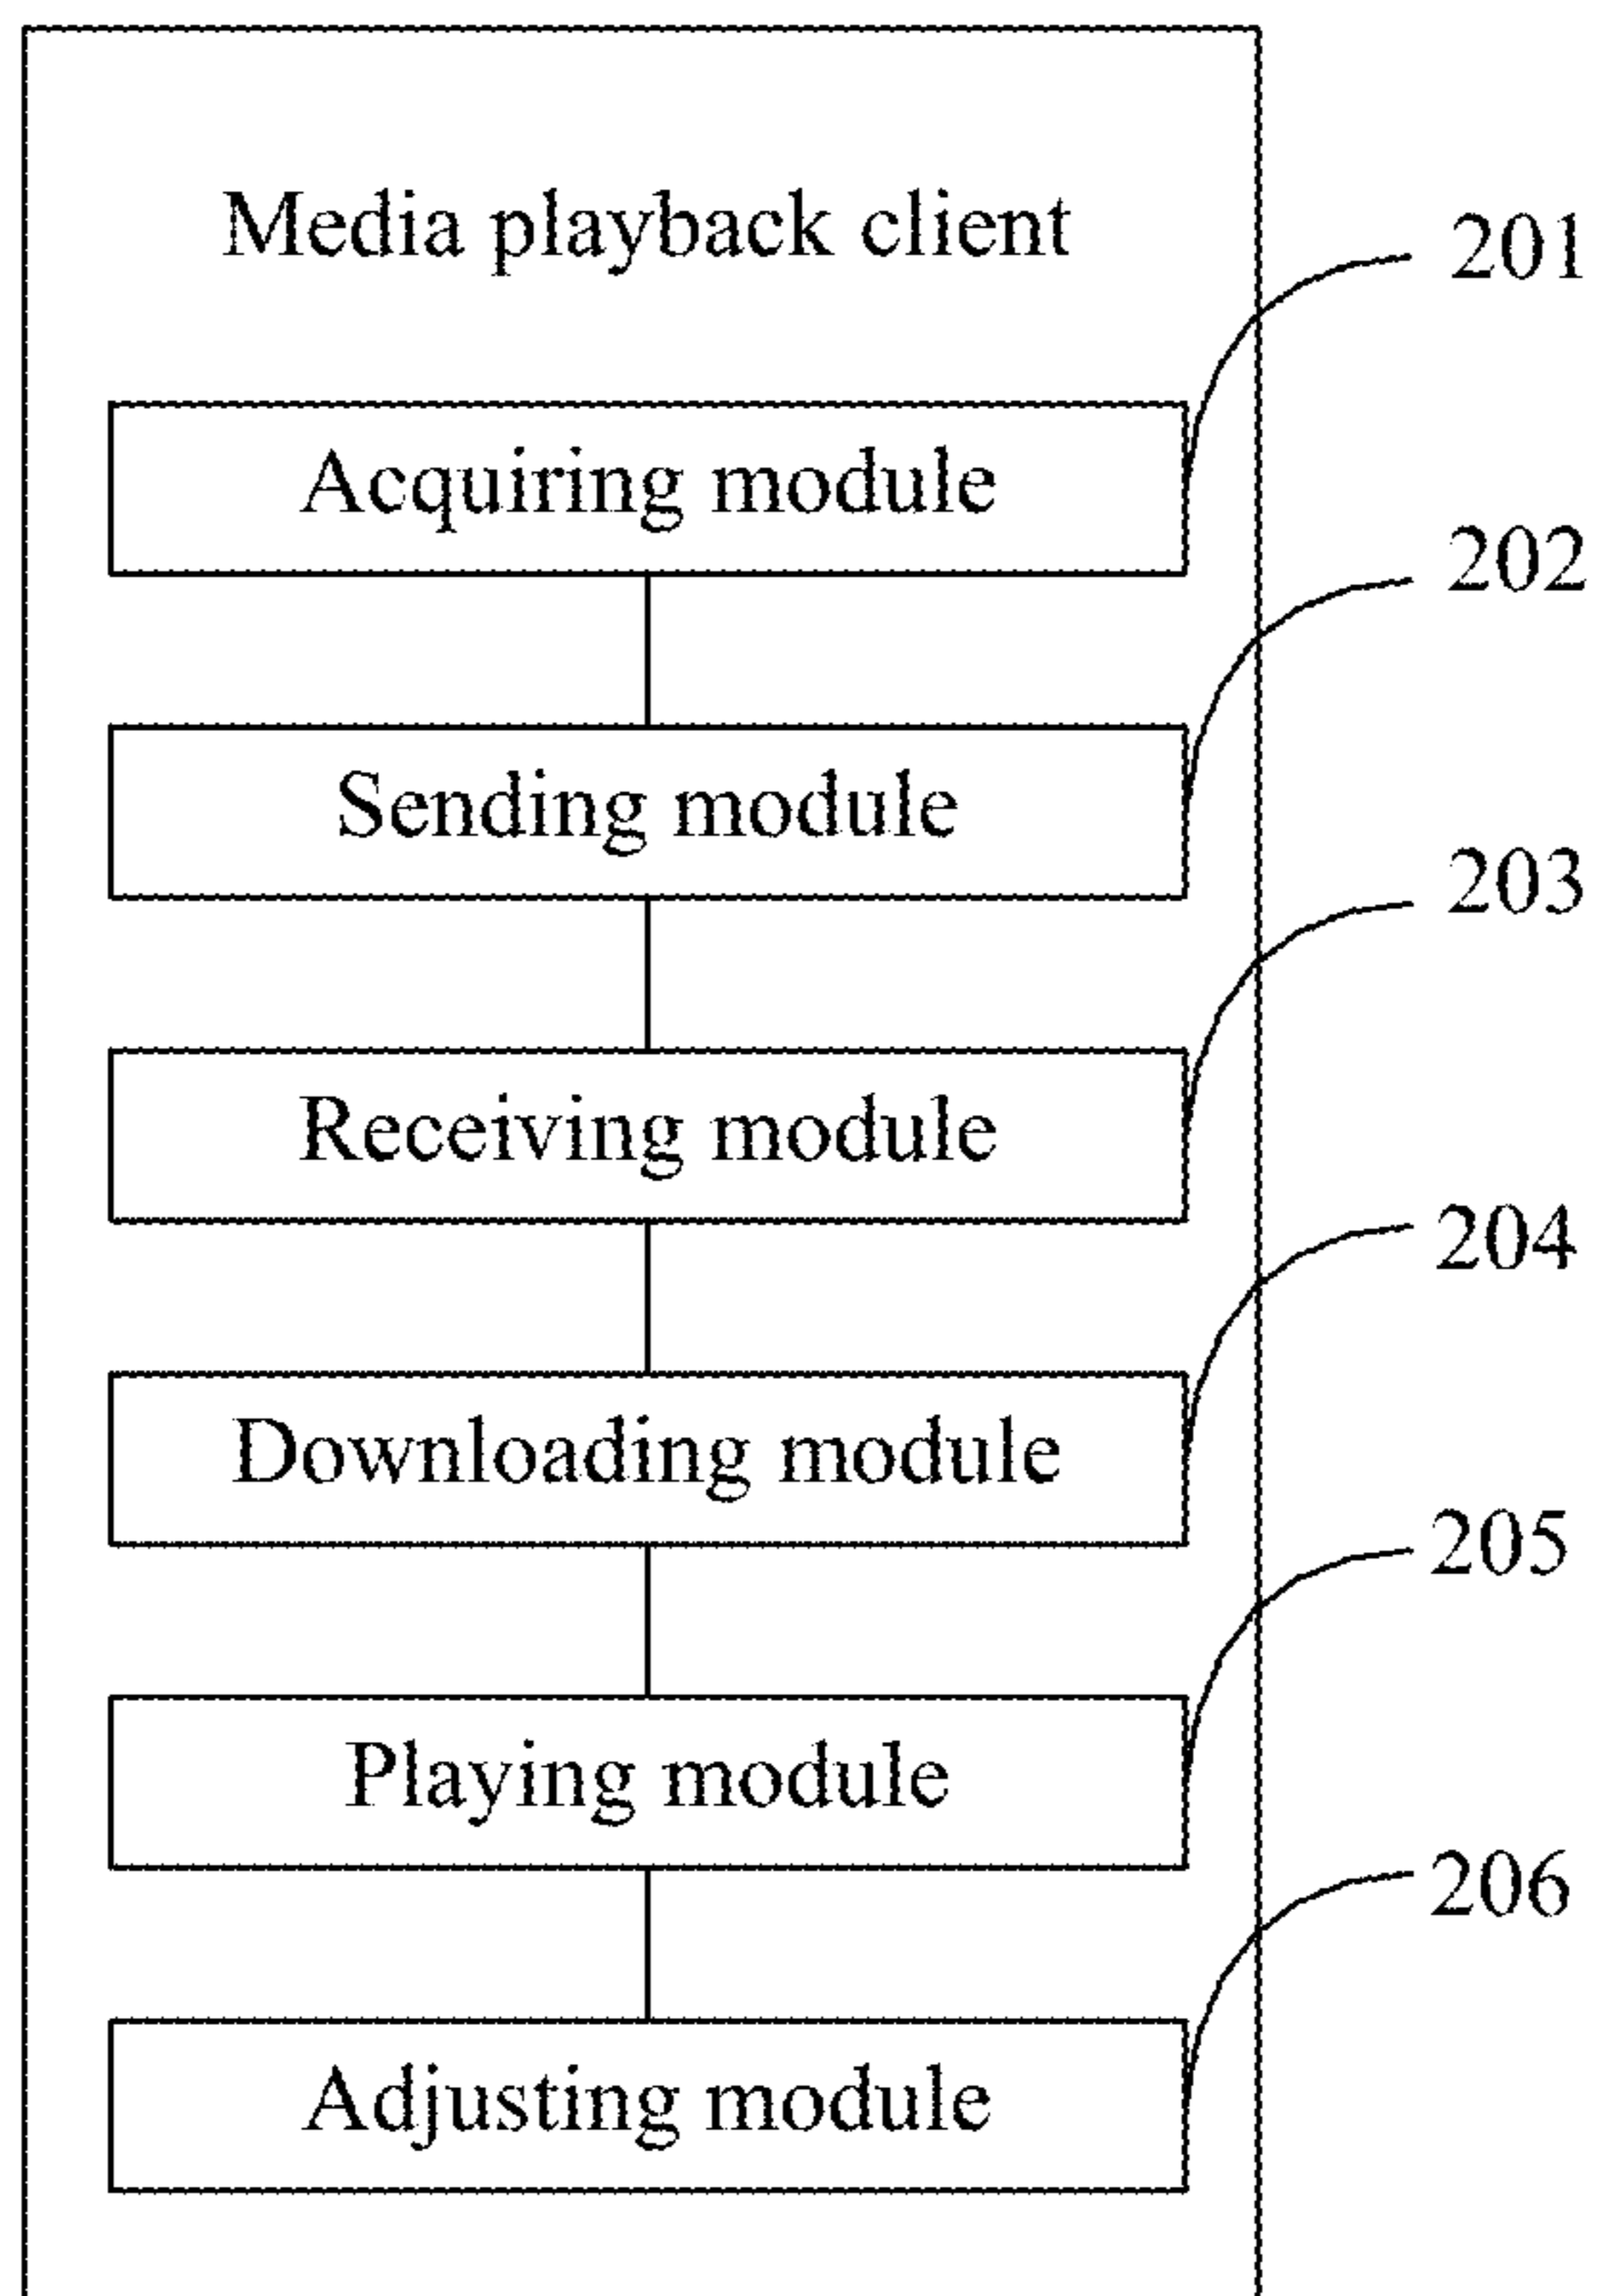 Media playback client
201
Acquiring module
202
Sending module
203
Receiving module
204
Downloading module
205
Playing module
206
Adjusting module